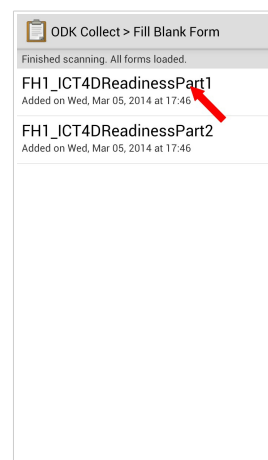 ODK Collect > Fill Blank Form
Finished scanning. All forms loaded.
FH1_ICT4DReadinessPart1
Added on Wed, Mar 05, 2014 at 17:46
FH1_ICT4DReadinessPart2
Added on Wed, Mar 05, 2014 at 17:46